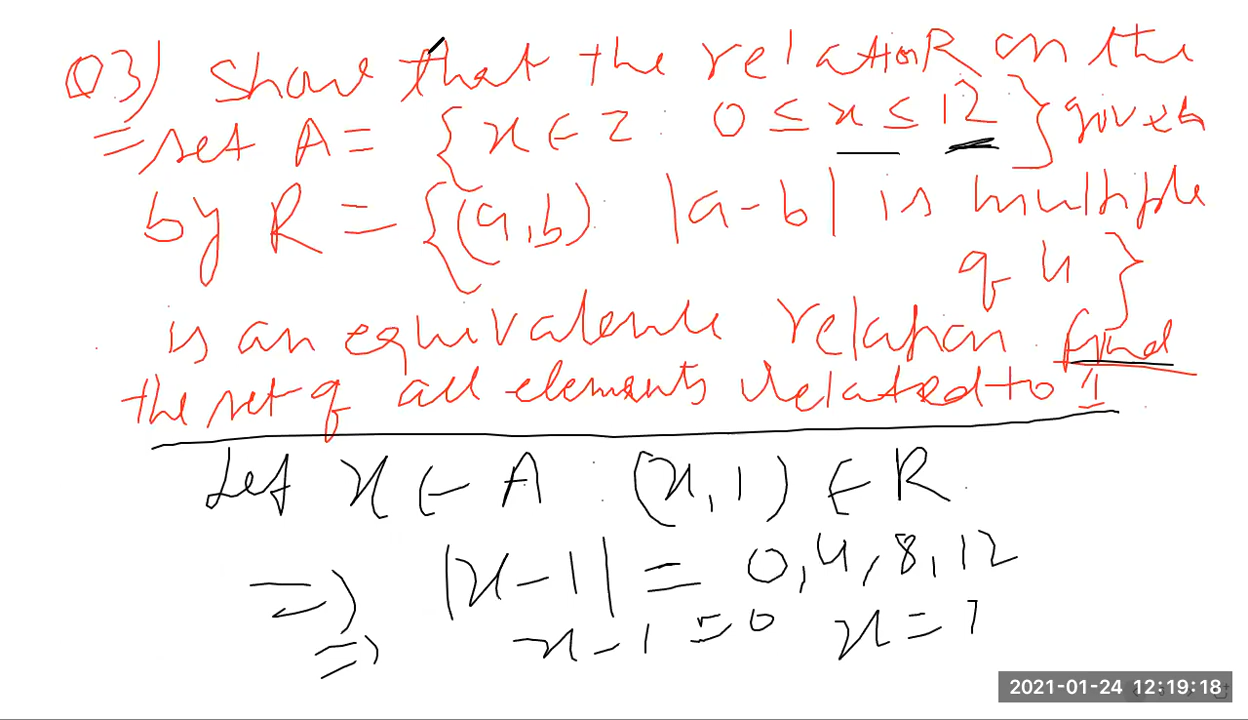 Q3) Show that the relation R on the
= set A = {x ∈ Z : 0 ≤ x ≤ 12} given
by R = {(a,b) : |a-b| is multiple
of 4}
is an equivalence relation. find
the set of all elements related to 1
Let x ∈ A : (x,1) ∈ R.
=> |x-1| = 0,4,8,12
=> x-1 = 0 x=1
2021-01-24 12:19:18